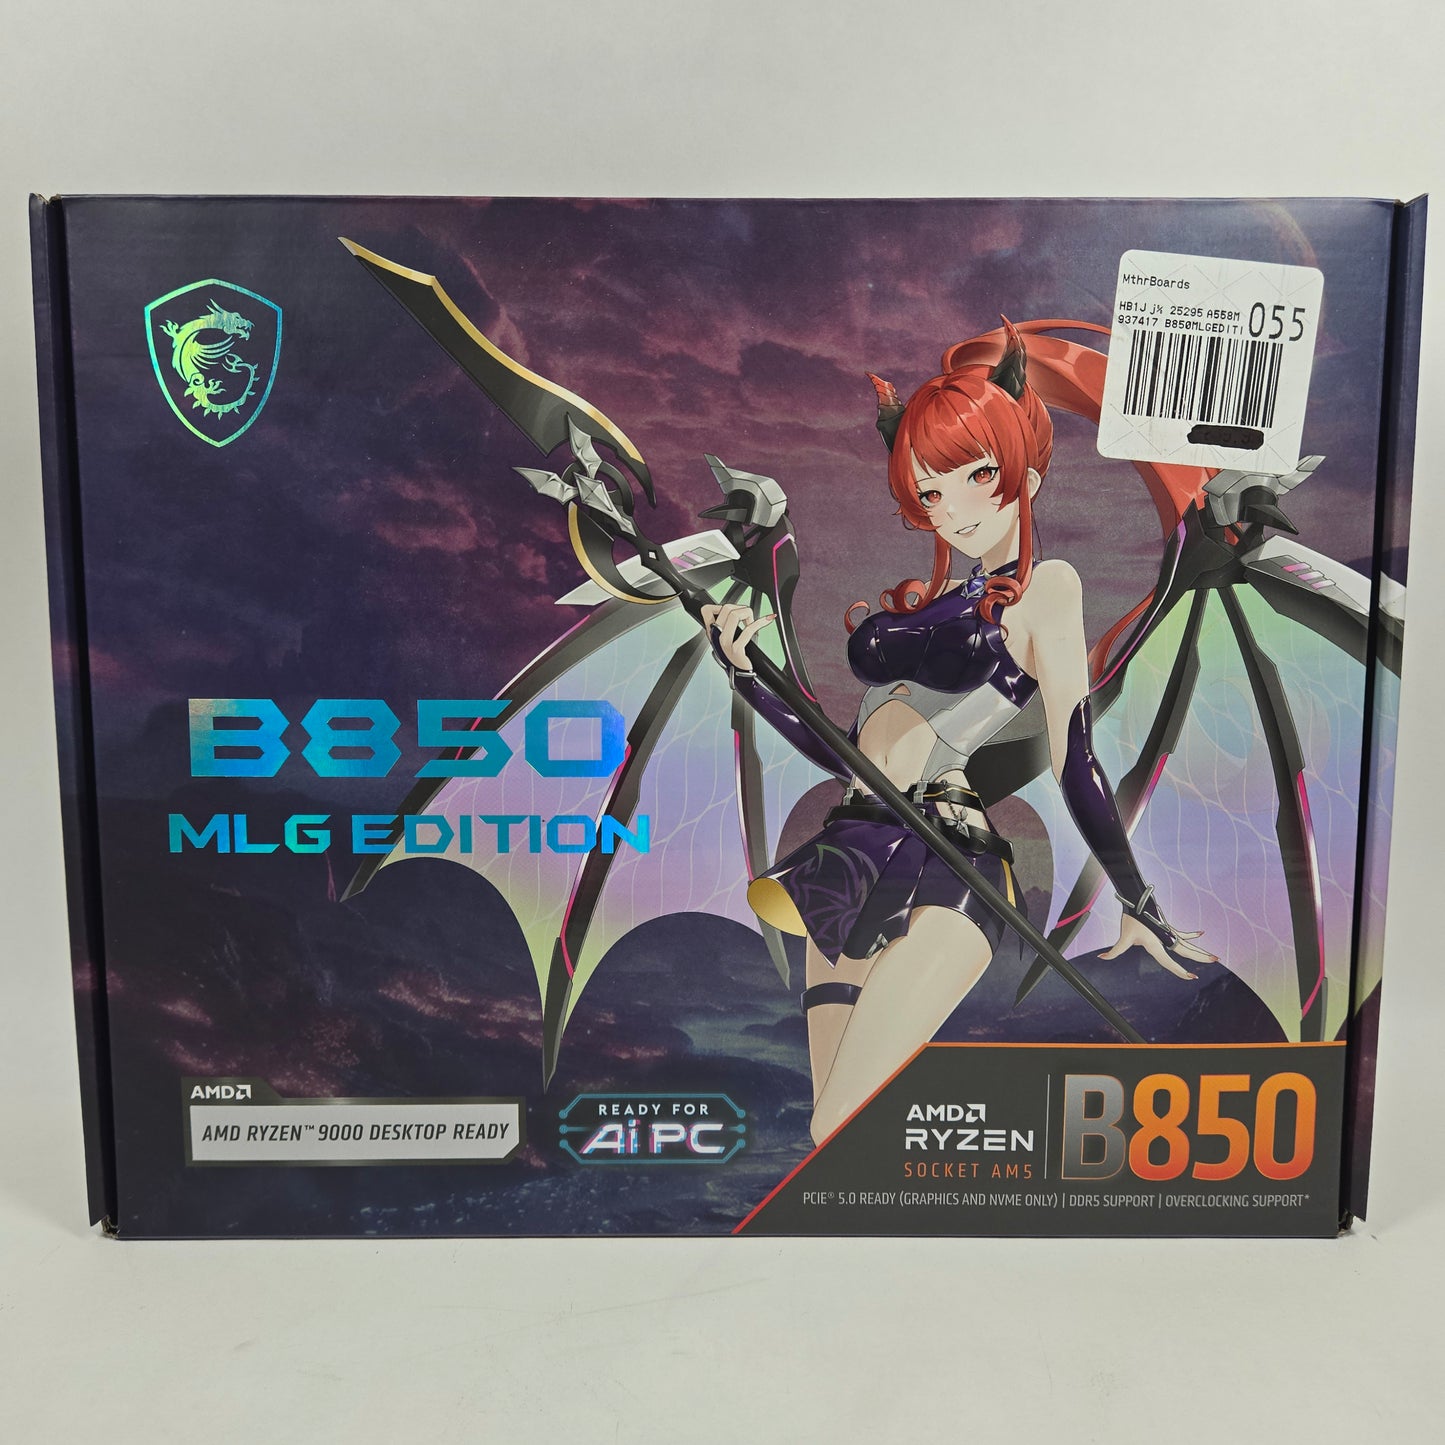 MthrBoards
HB1J j½ 25295 A558M
937417 B850MLGEDITI
055
B850
MLG EDITION
AMD
AMD RYZEN™ 9000 DESKTOP READY
READY FOR
Ai PC
AMD
RYZEN
SOCKET AM5
B850
PCIE® 5.0 READY (GRAPHICS AND NVME ONLY) | DDR5 SUPPORT | OVERCLOCKING SUPPORT*